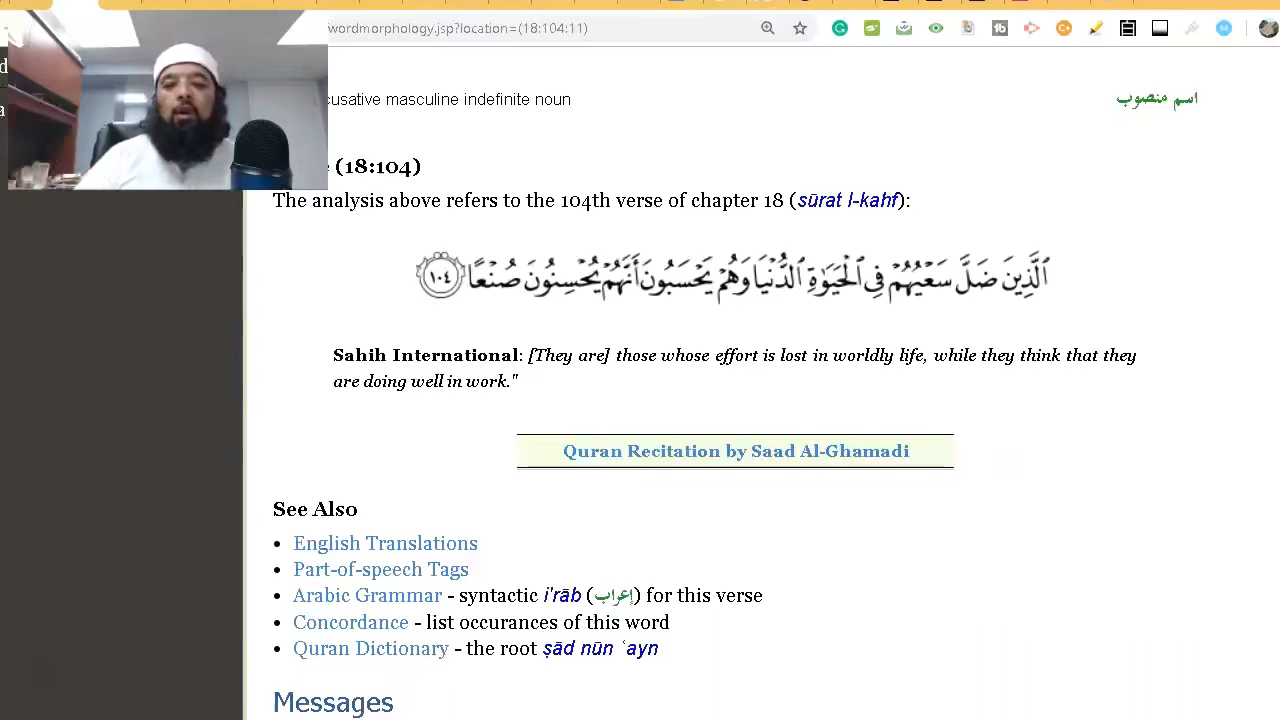 wordmorphology.jsp?location=(18:104:11)
d
a
cusative masculine indefinite noun
اسم منصوب
(18:104)
The analysis above refers to the 104th verse of chapter 18 (sūrat l-kahf):
ٱلَّذِينَ ضَلَّ سَعْيُهُمْ فِى ٱلْحَيَوٰةِ ٱلدُّنْيَا وَهُمْ يَحْسَبُونَ أَنَّهُمْ يُحْسِنُونَ صُنْعًا ١٠٤
Sahih International: [They are] those whose effort is lost in worldly life, while they think that they
are doing well in work."
Quran Recitation by Saad Al-Ghamadi
See Also
• English Translations
• Part-of-speech Tags
• Arabic Grammar - syntactic i'rāb (إعراب) for this verse
• Concordance - list occurances of this word
• Quran Dictionary - the root ṣād nūn ʿayn
Messages